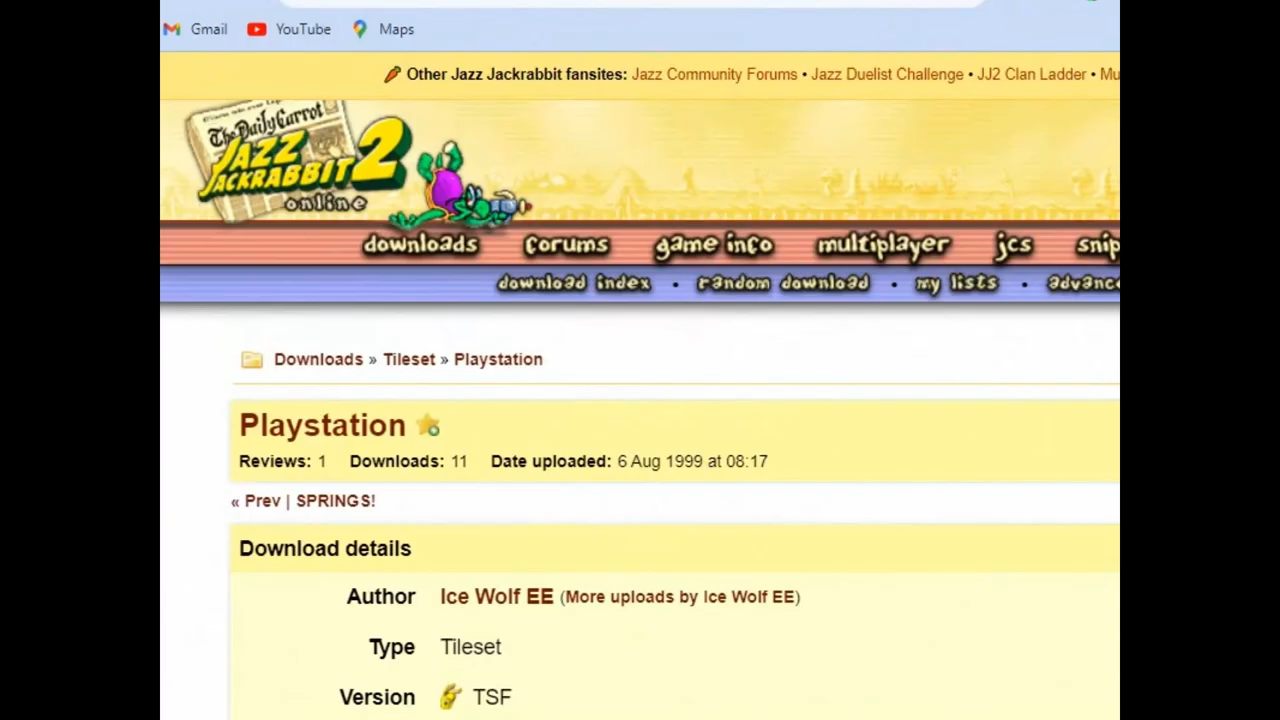 Gmail YouTube Maps
Other Jazz Jackrabbit fansites: Jazz Community Forums • Jazz Duelist Challenge • JJ2 Clan Ladder • Mu
The Daily Carrot
JAZZ JACKRABBIT 2
online
downloads forums game info multiplayer jcs snip
download index • random download • my lists • advance
Downloads » Tileset » Playstation
Playstation
Reviews: 1 Downloads: 11 Date uploaded: 6 Aug 1999 at 08:17
« Prev | SPRINGS!
Download details
Author Ice Wolf EE (More uploads by Ice Wolf EE)
Type Tileset
Version TSF